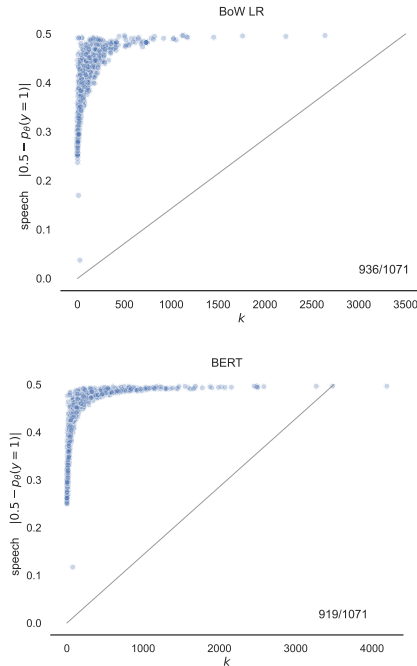 BoW LR
0.5
0.4
0.3
0.2
0.1
0.0
speech |0.5 − p_θ(y = 1)|
936/1071
0 500 1000 1500 2000 2500 3000 3500
k
BERT
0.5
0.4
0.3
0.2
0.1
0.0
speech |0.5 − p_θ(y = 1)|
919/1071
0 1000 2000 3000 4000
k